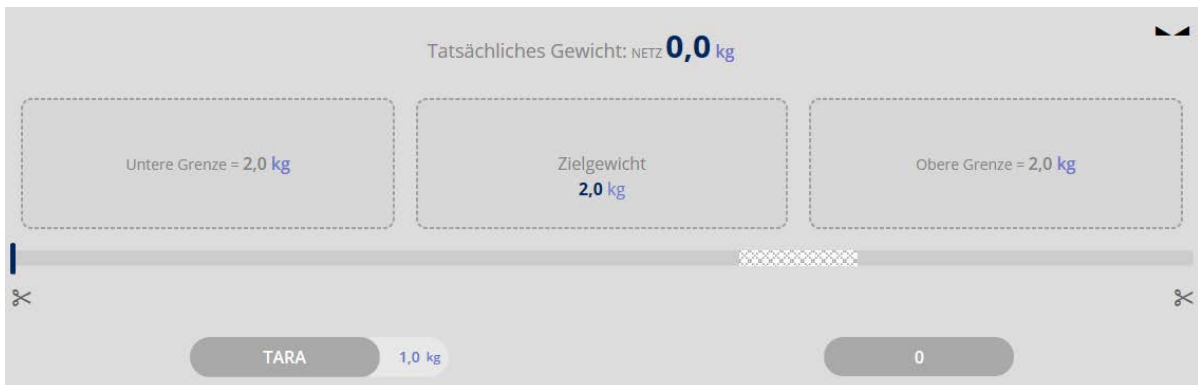 Tatsächliches Gewicht: NETZ 0,0 kg
Untere Grenze = 2,0 kg
Zielgewicht
2,0 kg
Obere Grenze = 2,0 kg
TARA 1,0 kg
0